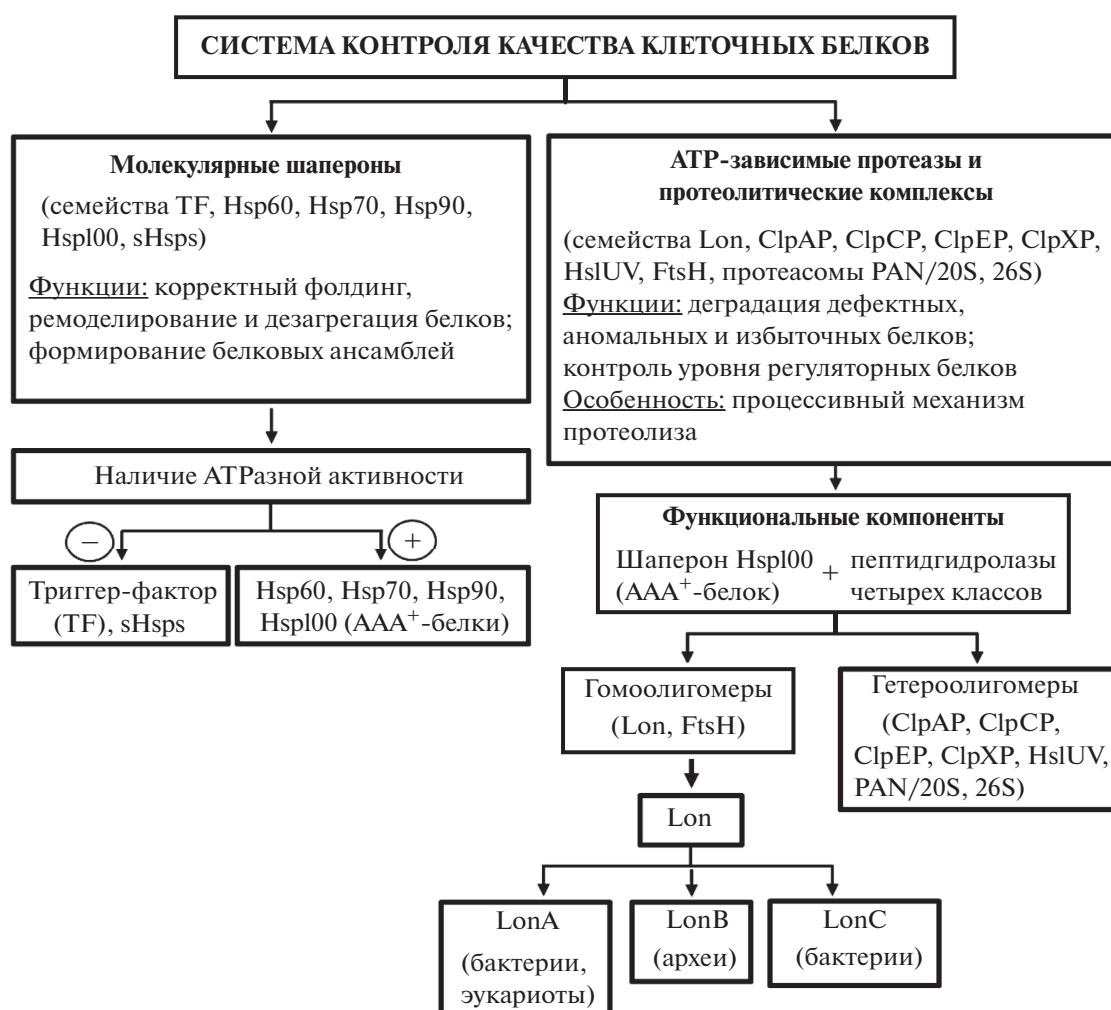 СИСТЕМА КОНТРОЛЯ КАЧЕСТВА КЛЕТОЧНЫХ БЕЛКОВ
Молекулярные шапероны
(семейства TF, Hsp60, Hsp70, Hsp90,
Hspl00, sHsps)
Функции: корректный фолдинг,
ремоделирование и дезагрегация белков;
формирование белковых ансамблей
Наличие АТРазной активности
−
+
Триггер-фактор
(TF), sHsps
Hsp60, Hsp70, Hsp90,
Hspl00 (AAA⁺-белки)
АТР-зависимые протеазы и
протеолитические комплексы
(семейства Lon, ClpAP, ClpCP, ClpEP, ClpXP,
HslUV, FtsH, протеасомы PAN/20S, 26S)
Функции: деградация дефектных,
аномальных и избыточных белков;
контроль уровня регуляторных белков
Особенность: процессивный механизм
протеолиза
Функциональные компоненты
Шаперон Hspl00 + пептидгидролазы
(AAA⁺-белок) четырех классов
Гомоолигомеры
(Lon, FtsH)
Гетероолигомеры
(ClpAP, ClpCP,
ClpEP, ClpXP, HslUV,
PAN/20S, 26S)
Lon
LonA
(бактерии,
эукариоты)
LonB
(археи)
LonC
(бактерии)